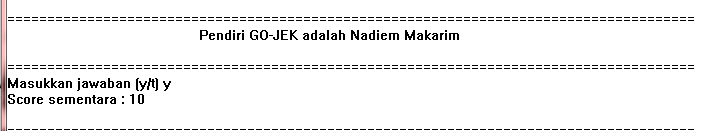 =====================================================================================
Pendiri GO-JEK adalah Nadiem Makarim
=====================================================================================
Masukkan jawaban (y/t) y
Score sementara : 10
=====================================================================================